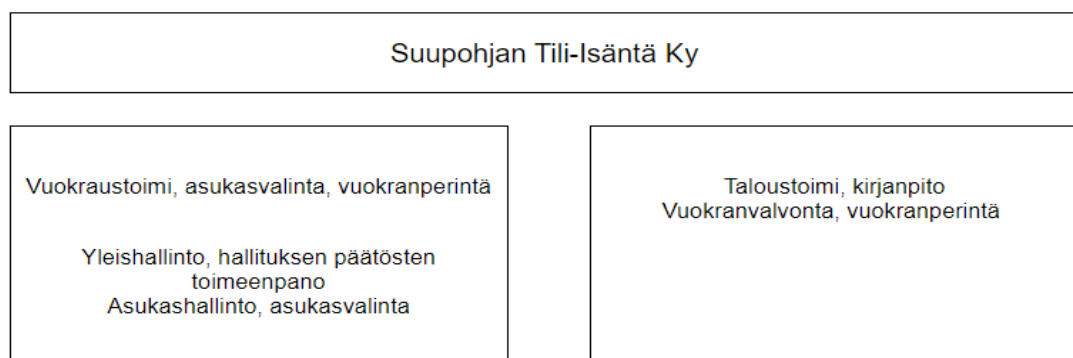 Suupohjan Tili-Isäntä Ky
Vuokraustoimi, asukasvalinta, vuokranperintä
Yleishallinto, hallituksen päätösten
toimeenpano
Asukashallinto, asukasvalinta
Taloustoimi, kirjanpito
Vuokranvalvonta, vuokranperintä